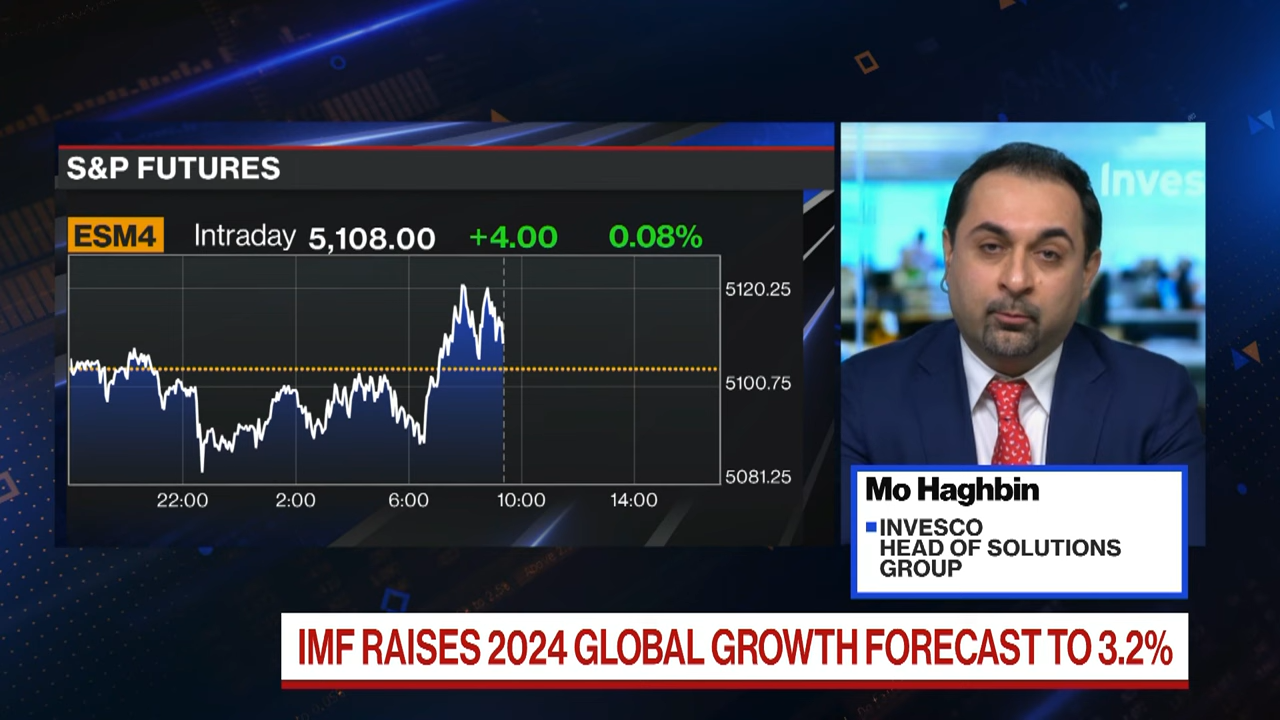 S&P FUTURES
ESM4 Intraday 5,108.00 +4.00 0.08%
5120.25
5100.75
5081.25
22:00 2:00 6:00 10:00 14:00
Inves
Mo Haghbin
INVESCO
HEAD OF SOLUTIONS
GROUP
IMF RAISES 2024 GLOBAL GROWTH FORECAST TO 3.2%